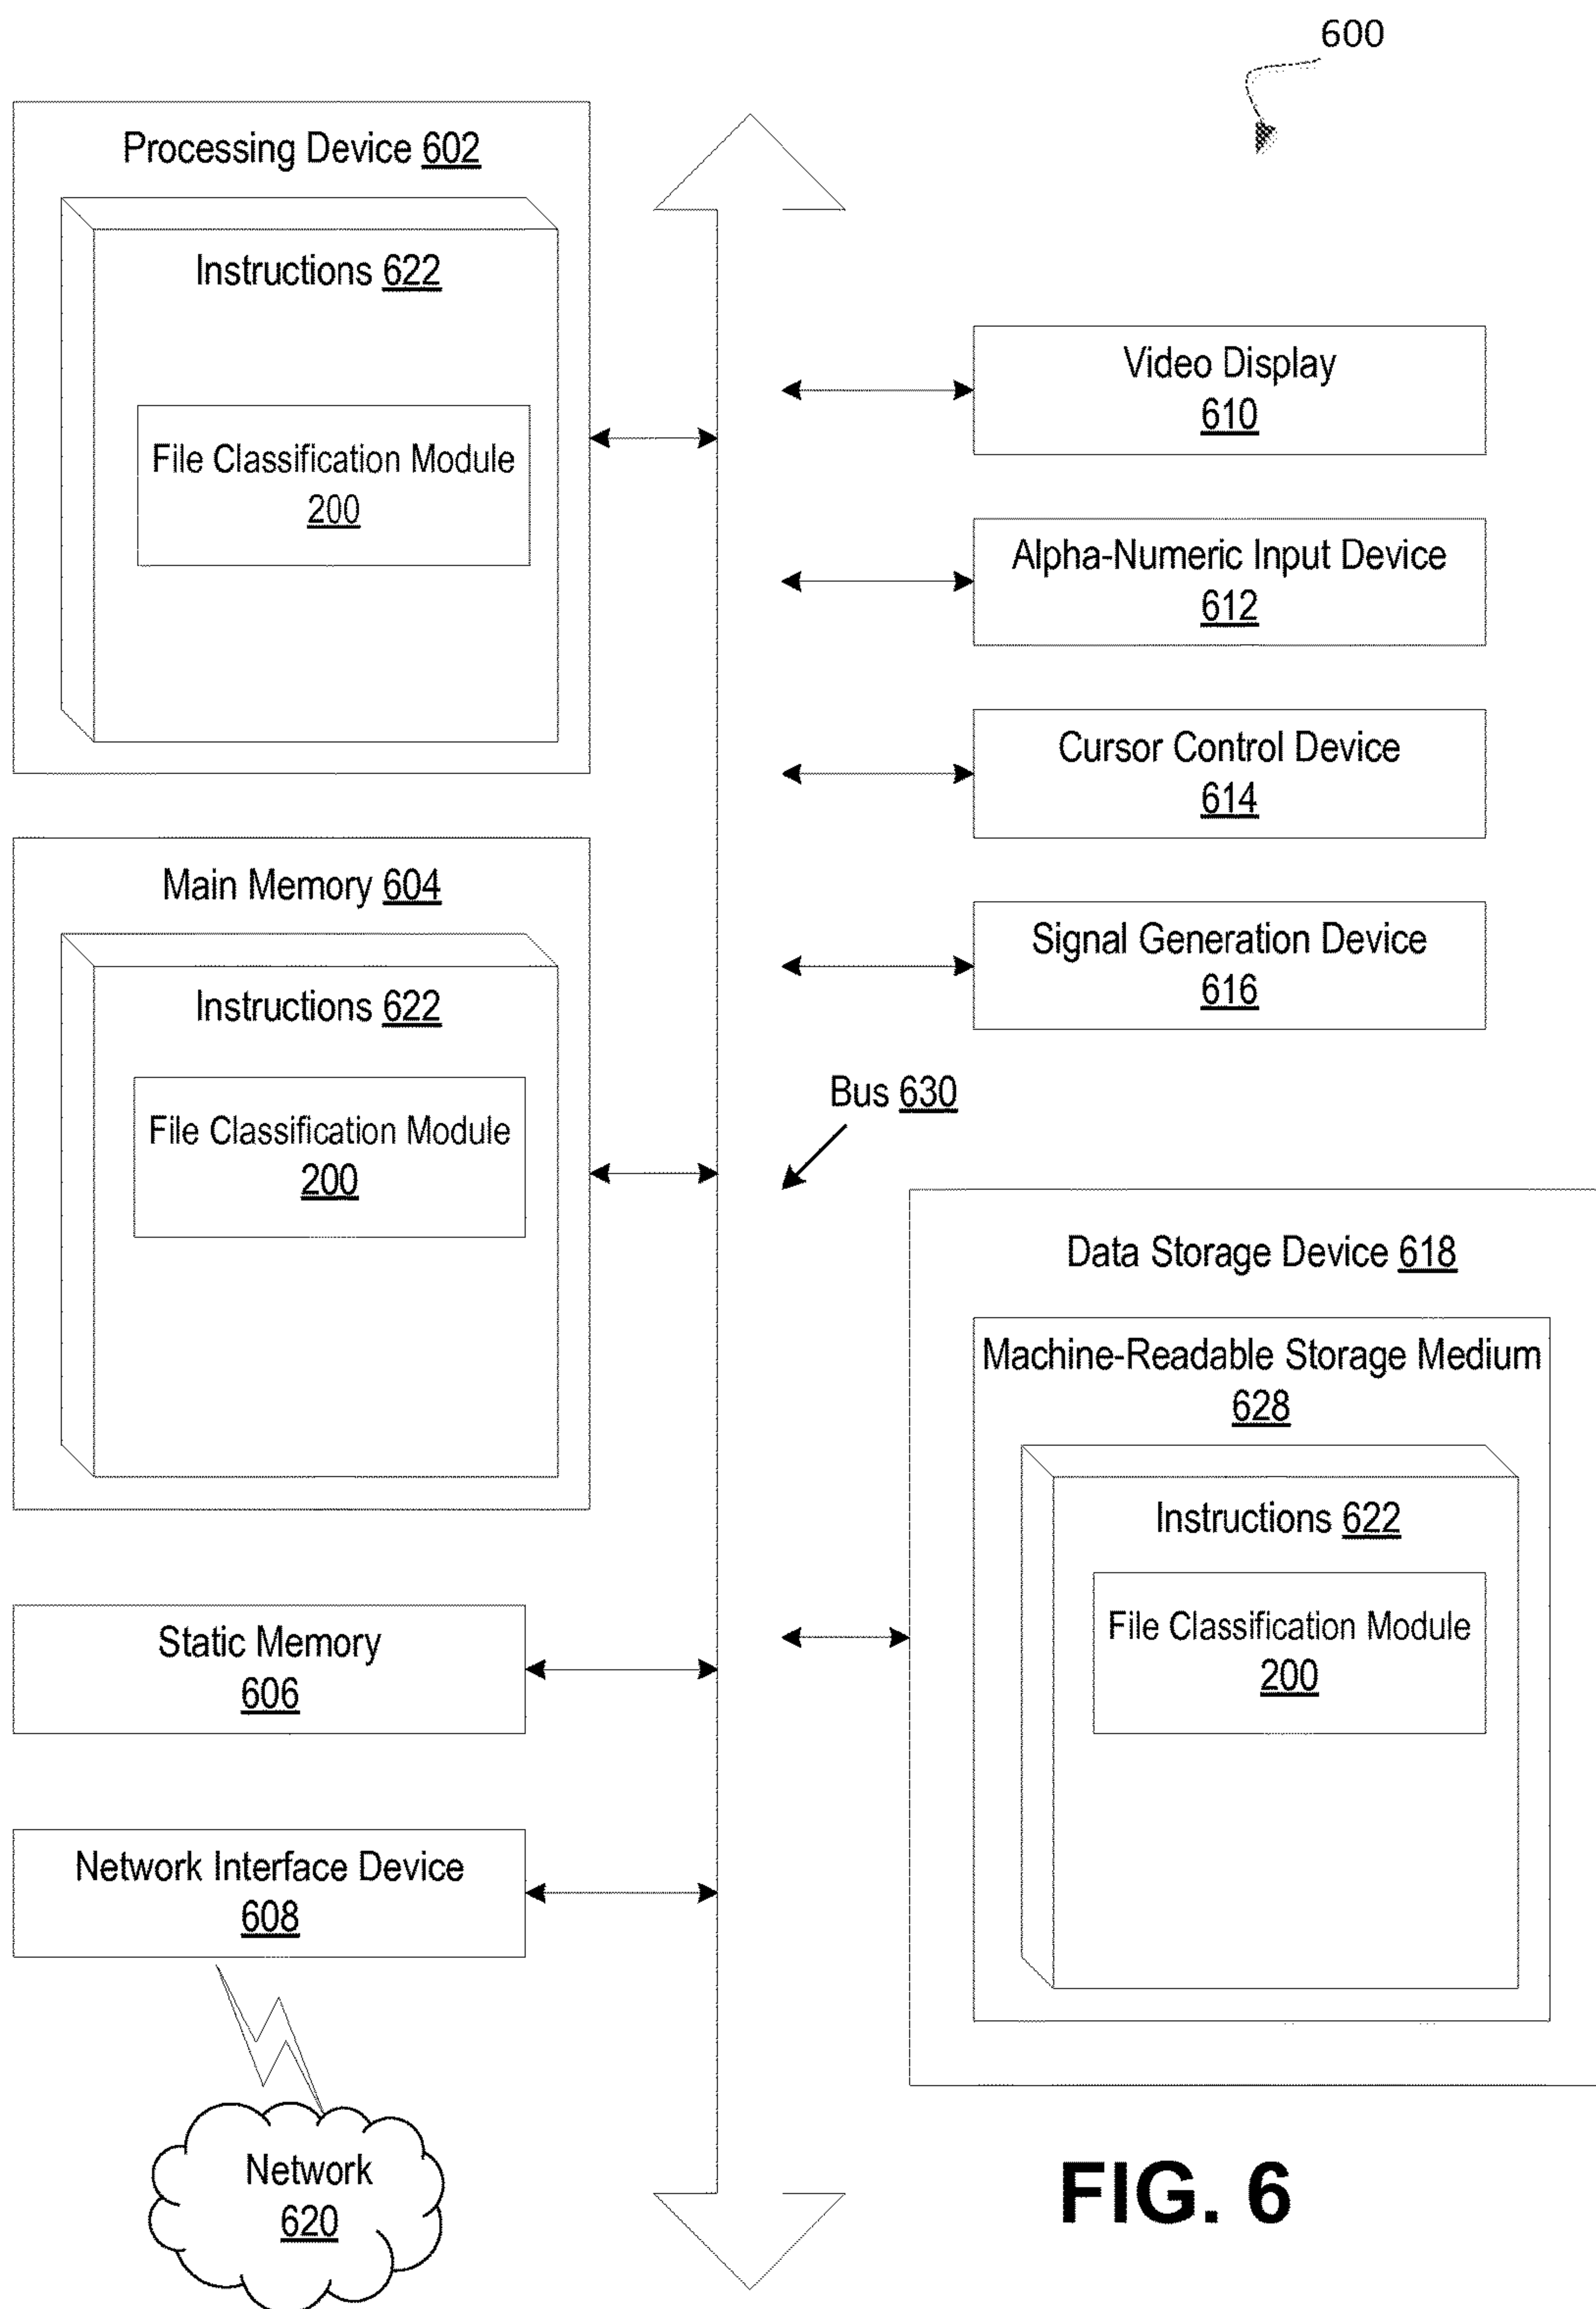 600
Processing Device 602
Instructions 622
File Classification Module
200
Main Memory 604
Instructions 622
File Classification Module
200
Static Memory
606
Network Interface Device
608
Network
620
Video Display
610
Alpha-Numeric Input Device
612
Cursor Control Device
614
Signal Generation Device
616
Bus 630
Data Storage Device 618
Machine-Readable Storage Medium
628
Instructions 622
File Classification Module
200
FIG. 6